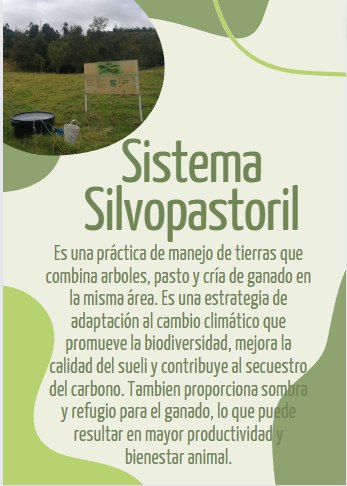 Sistema
Silvopastoril
Es una práctica de manejo de tierras que
combina arboles, pasto y cría de ganado en
la misma área. Es una estrategia de
adaptación al cambio climático que
promueve la biodiversidad, mejora la
calidad del sueli y contribuye al secuestro
del carbono. Tambien proporciona sombra
y refugio para el ganado, lo que puede
resultar en mayor productividad y
bienestar animal.